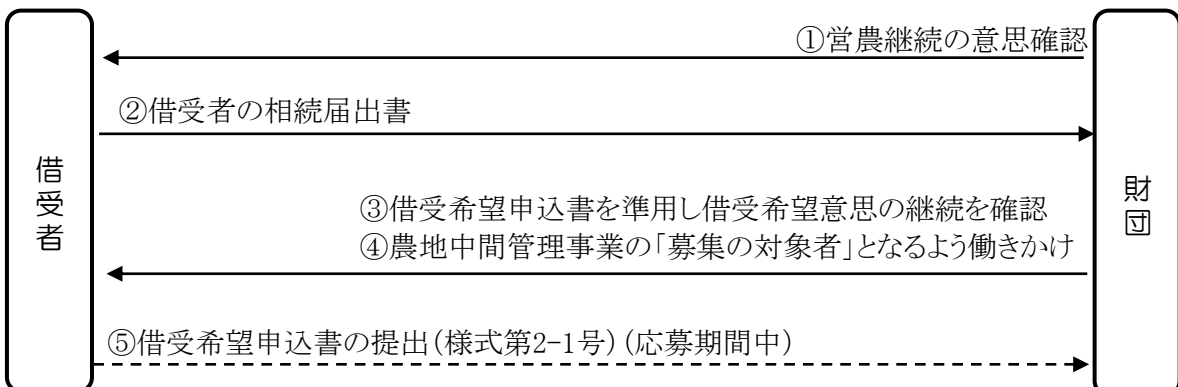 ①営農継続の意思確認
②借受者の相続届出書
借受者
財団
③借受希望申込書を準用し借受希望意思の継続を確認
④農地中間管理事業の「募集の対象者」となるよう働きかけ
⑤借受希望申込書の提出(様式第2-1号)(応募期間中)